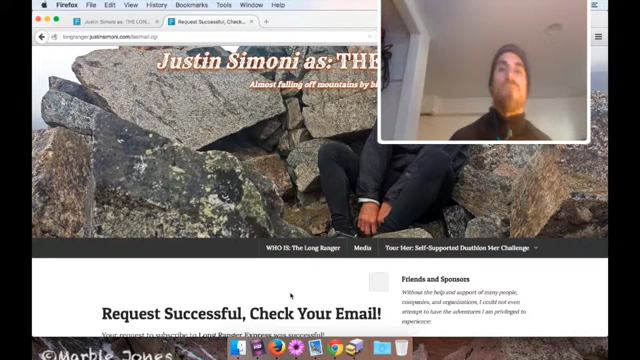 Firefox File Edit View History Bookmarks Tools Window Help
Justin Simoni as: THE LON...
Request Successful, Check...
longranger.justinsimoni.com
Justin Simoni as: THE
Almost falling off mountains by bi
WHO IS: The Long Ranger Media Tour 14er: Self-Supported Duathlon 14er Challenge
Friends and Sponsors
Without the help and support of many people,
companies, and organizations, I could not even
attempt to have the adventures I am privileged to
experience:
Request Successful, Check Your Email!
Your request to subscribe to Long Ranger Express was successful!
©Marble Jones